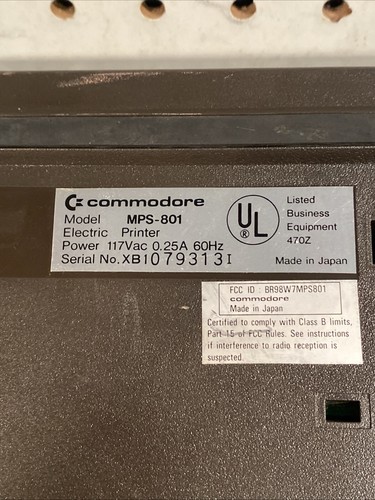 commodore
Model MPS-801
Electric Printer
Power 117Vac 0.25A 60Hz
Serial No. XB1079313I
UL
®
Listed
Business
Equipment
470Z
Made in Japan
FCC ID : BR98W7MPS801
commodore
Made in Japan
Certified to comply with Class B limits,
Part 15 of FCC Rules. See instructions
if interference to radio reception is
suspected.